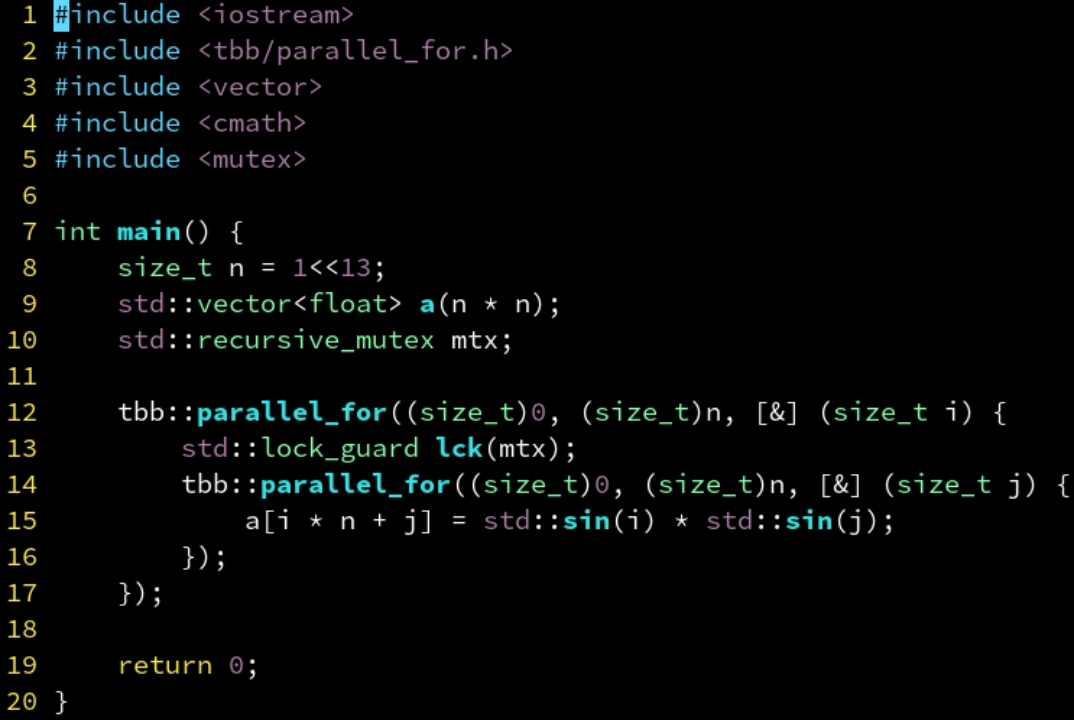 1 #include <iostream>
2 #include <tbb/parallel_for.h>
3 #include <vector>
4 #include <cmath>
5 #include <mutex>
6
7 int main() {
8     size_t n = 1<<13;
9     std::vector<float> a(n * n);
10     std::recursive_mutex mtx;
11
12     tbb::parallel_for((size_t)0, (size_t)n, [&] (size_t i) {
13         std::lock_guard lck(mtx);
14         tbb::parallel_for((size_t)0, (size_t)n, [&] (size_t j) {
15             a[i * n + j] = std::sin(i) * std::sin(j);
16         });
17     });
18
19     return 0;
20 }